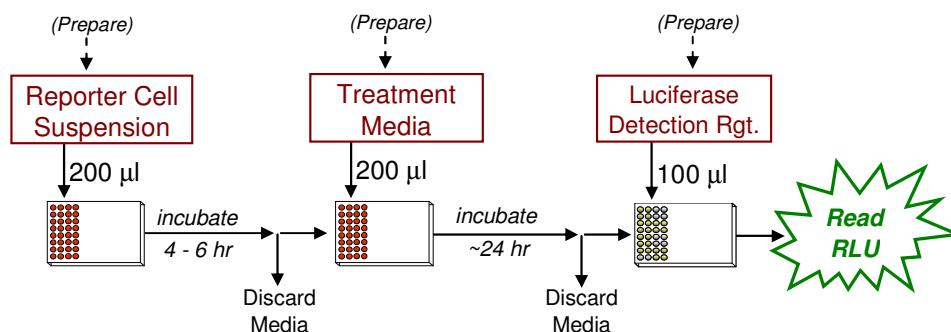 (Prepare)
(Prepare)
(Prepare)
Reporter Cell
Suspension
Treatment
Media
Luciferase
Detection Rgt.
200 µl
200 µl
100 µl
incubate
4 - 6 hr
incubate
~24 hr
Read
RLU
Discard
Media
Discard
Media